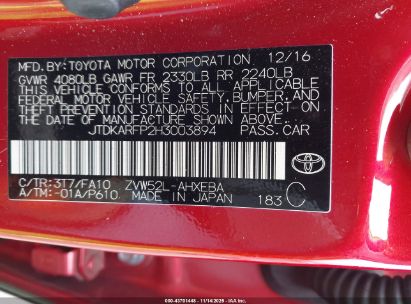 MFD.BY:TOYOTA MOTOR CORPORATION 12/16
GVWR 4080LB GAWR FR 2330LB RR 2240LB
THIS VEHICLE CONFORMS TO ALL APPLICABLE
FEDERAL MOTOR VEHICLE SAFETY, BUMPER, AND
THEFT PREVENTION STANDARDS IN EFFECT ON
THE DATE OF MANUFACTURE SHOWN ABOVE.
JTDKARFP2H3003894 PASS.CAR
C/TR:3T7/FA10 ZVW52L-AHXEBA
A/TM:-01A/P610 MADE IN JAPAN 183 C
TOYOTA